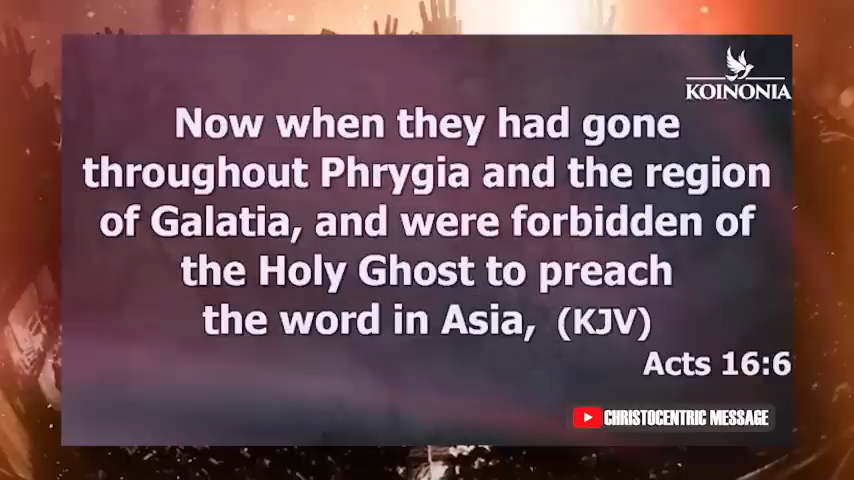 KOINONIA
Now when they had gone
throughout Phrygia and the region
of Galatia, and were forbidden of
the Holy Ghost to preach
the word in Asia, (KJV)
Acts 16:6
CHRISTOCENTRIC MESSAGE